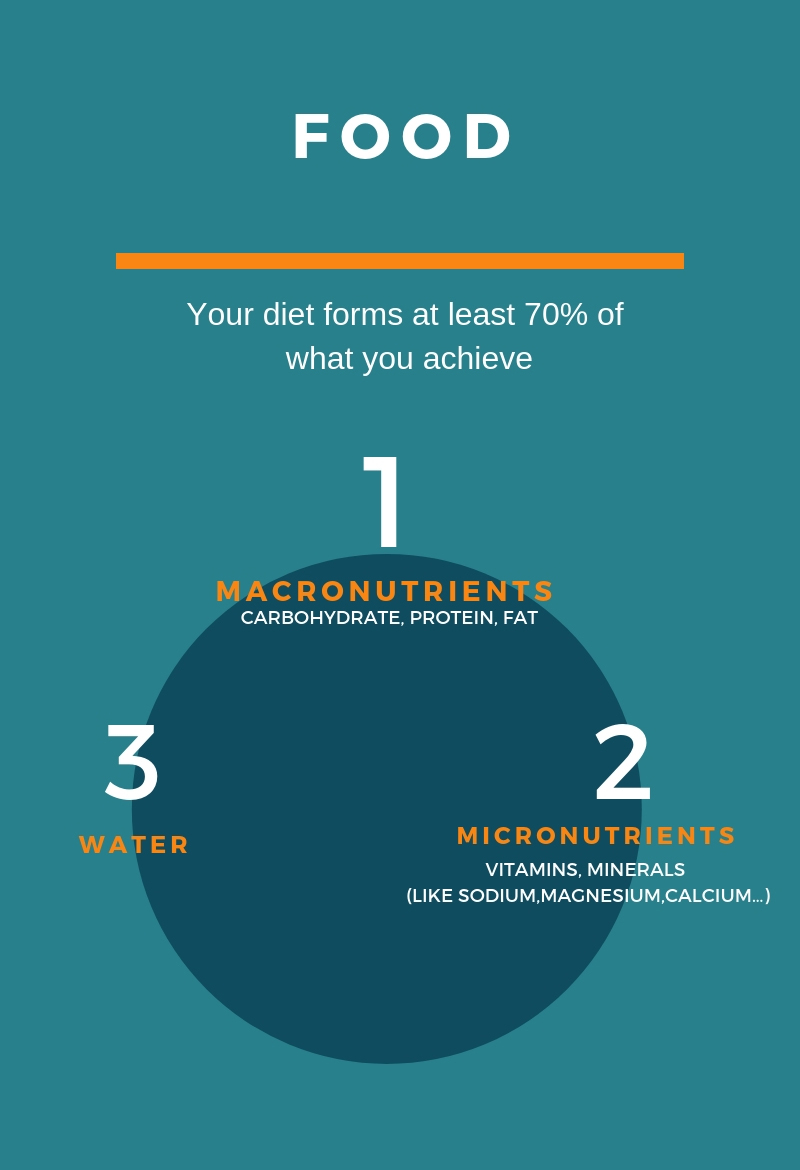 FOOD
Your diet forms at least 70% of
what you achieve
1
MACRONUTRIENTS
CARBOHYDRATE, PROTEIN, FAT
2
MICRONUTRIENTS
VITAMINS, MINERALS
(LIKE SODIUM,MAGNESIUM,CALCIUM...)
3
WATER